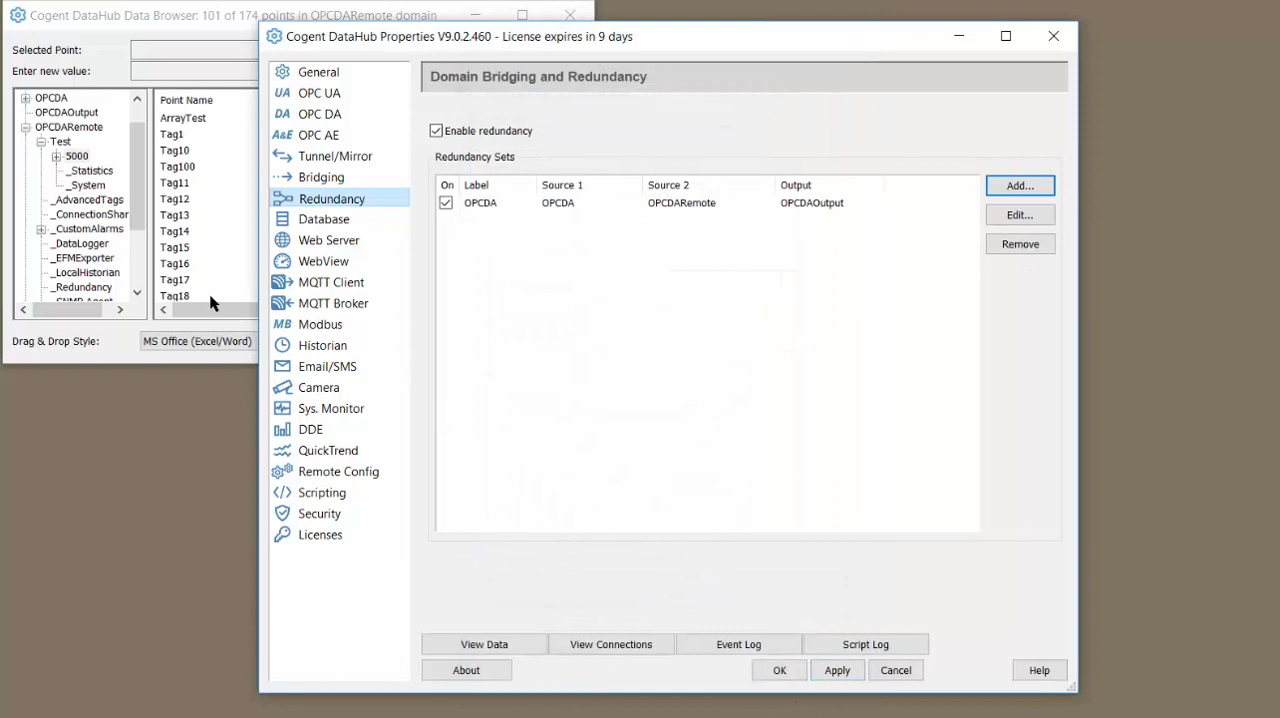 Cogent DataHub Data Browser: 101 of 174 points in OPCDARemote domain
Selected Point:
Enter new value:
OPCDA
OPCDAOutput
OPCDARemote
Test
5000
_Statistics
_System
_AdvancedTags
_ConnectionShar
_CustomAlarms
_DataLogger
_EFMExporter
_LocalHistorian
_Redundancy
Point Name
ArrayTest
Tag1
Tag10
Tag100
Tag11
Tag12
Tag13
Tag14
Tag15
Tag16
Tag17
Tag18
Drag & Drop Style:
MS Office (Excel/Word)
Cogent DataHub Properties V9.0.2.460 - License expires in 9 days
General
UA OPC UA
DA OPC DA
A&E OPC AE
Tunnel/Mirror
Bridging
Redundancy
Database
Web Server
WebView
MQTT Client
MQTT Broker
MB Modbus
Historian
Email/SMS
Camera
Sys. Monitor
DDE
QuickTrend
Remote Config
Scripting
Security
Licenses
Domain Bridging and Redundancy
Enable redundancy
Redundancy Sets
On Label Source 1 Source 2 Output
OPCDA OPCDA OPCDARemote OPCDAOutput
Add...
Edit...
Remove
View Data View Connections Event Log Script Log
About OK Apply Cancel Help